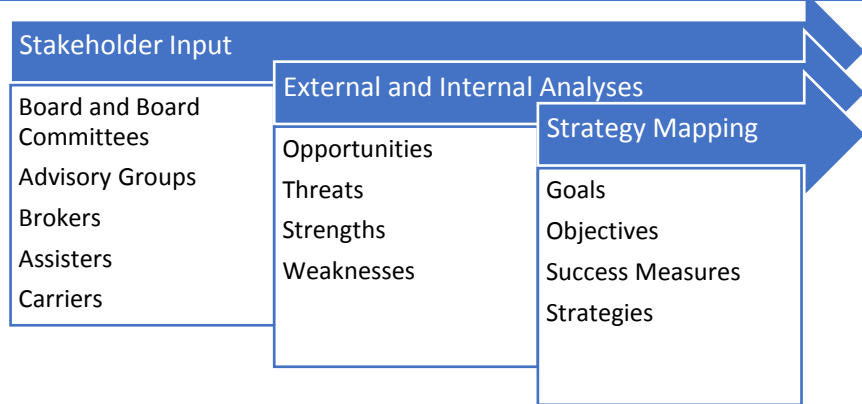 Stakeholder Input
Board and Board
Committees
Advisory Groups
Brokers
Assisters
Carriers
External and Internal Analyses
Opportunities
Threats
Strengths
Weaknesses
Strategy Mapping
Goals
Objectives
Success Measures
Strategies